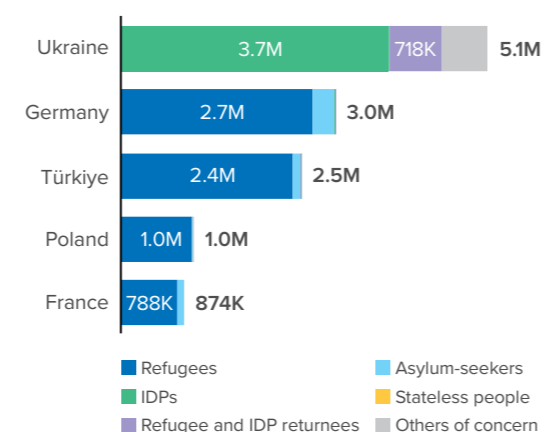 Ukraine 3.7M 718K 5.1M
Germany 2.7M 3.0M
Türkiye 2.4M 2.5M
Poland 1.0M 1.0M
France 788K 874K
Refugees Asylum-seekers
IDPs Stateless people
Refugee and IDP returnees Others of concern